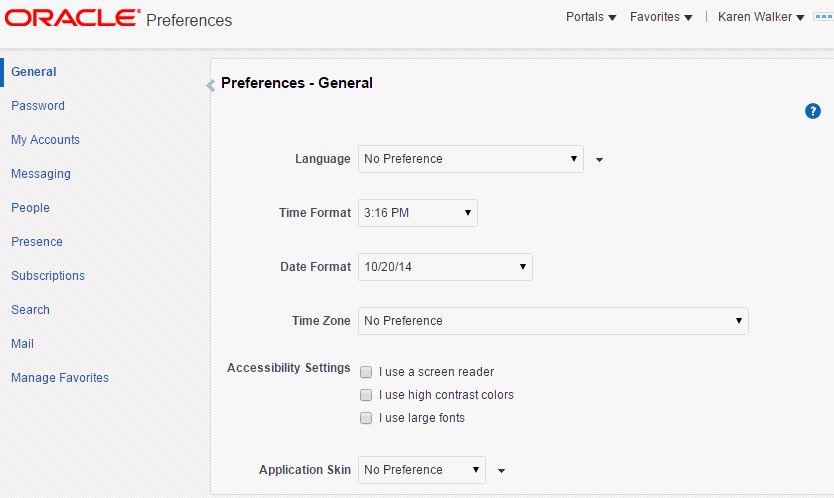 ORACLE® Preferences
Portals Favorites | Karen Walker
General
Password
My Accounts
Messaging
People
Presence
Subscriptions
Search
Mail
Manage Favorites
Preferences - General
?
Language No Preference
Time Format 3:16 PM
Date Format 10/20/14
Time Zone No Preference
Accessibility Settings I use a screen reader
I use high contrast colors
I use large fonts
Application Skin No Preference